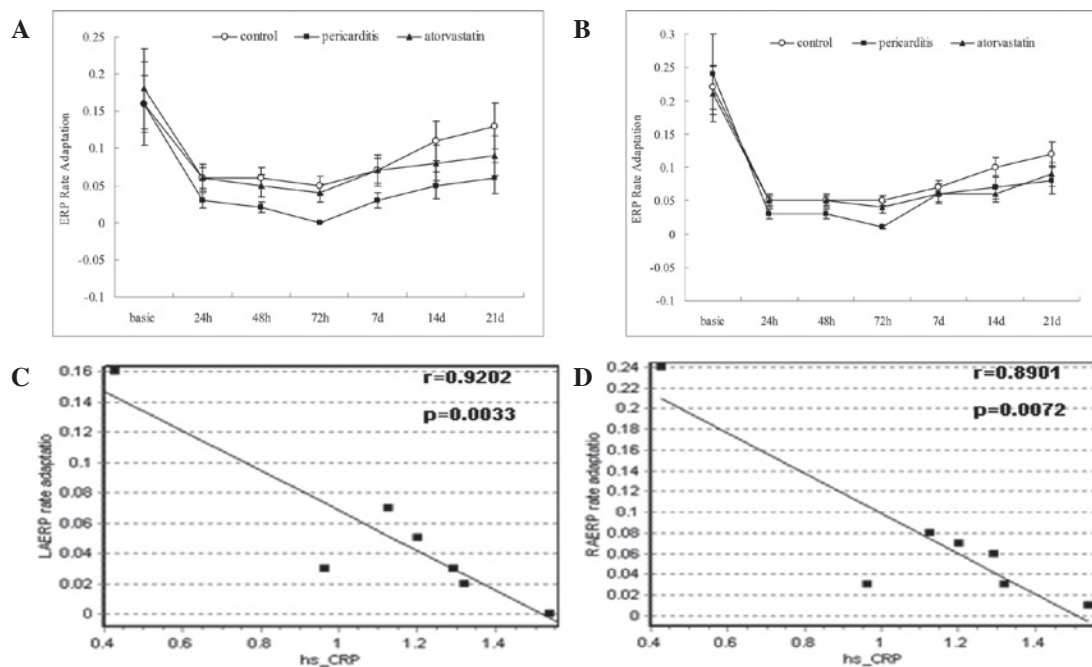 A
control pericarditis atorvastatin
ERP Rate Adaptation
0.25
0.2
0.15
0.1
0.05
0
-0.05
-0.1
basic 24h 48h 72h 7d 14d 21d
B
control pericarditis atorvastatin
ERP Rate Adaptation
0.3
0.25
0.2
0.15
0.1
0.05
0
-0.05
-0.1
basic 24h 48h 72h 7d 14d 21d
C
r=0.9202
p=0.0033
LAERP rate adaptatio
0.16
0.14
0.12
0.1
0.08
0.06
0.04
0.02
0
0.4 0.6 0.8 1 1.2 1.4
hs_CRP
D
r=0.8901
p=0.0072
RAERP rate adaptatio
0.24
0.22
0.2
0.18
0.16
0.14
0.12
0.1
0.08
0.06
0.04
0.02
0
0.4 0.6 0.8 1 1.2 1.4
hs_CRP